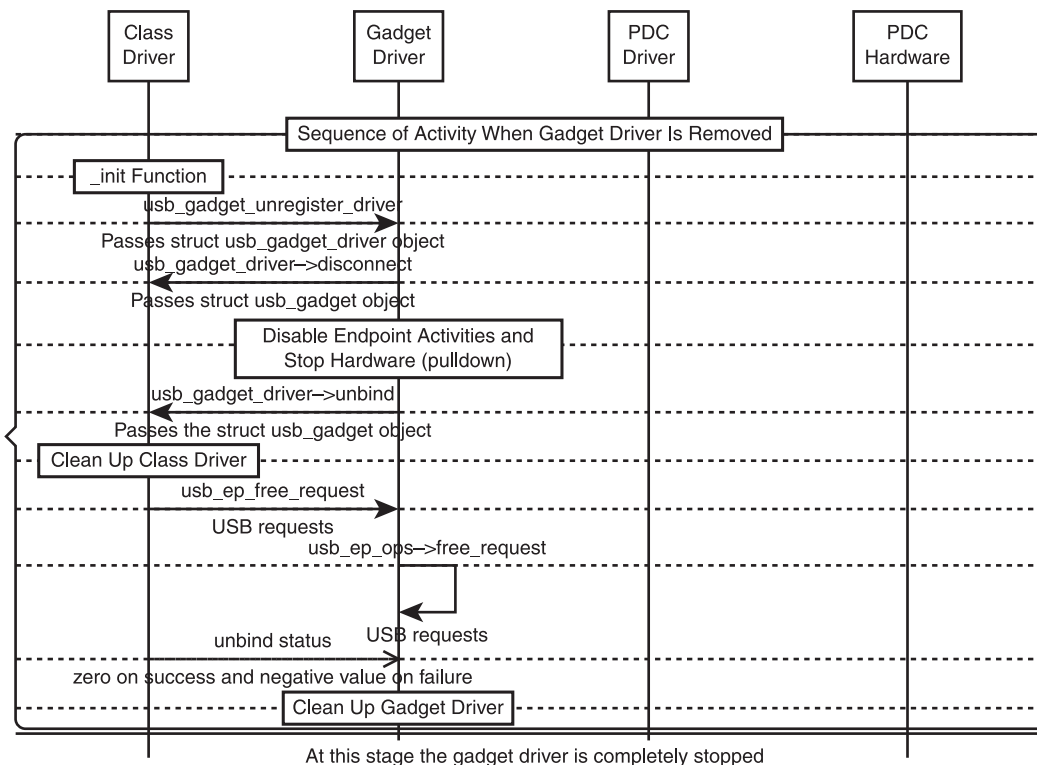 Class
Driver
Gadget
Driver
PDC
Driver
PDC
Hardware
Sequence of Activity When Gadget Driver Is Removed
_init Function
usb_gadget_unregister_driver
Passes struct usb_gadget_driver object
usb_gadget_driver–>disconnect
Passes struct usb_gadget object
Disable Endpoint Activities and
Stop Hardware (pulldown)
usb_gadget_driver–>unbind
Passes the struct usb_gadget object
Clean Up Class Driver
usb_ep_free_request
USB requests
usb_ep_ops–>free_request
USB requests
unbind status
zero on success and negative value on failure
Clean Up Gadget Driver
At this stage the gadget driver is completely stopped